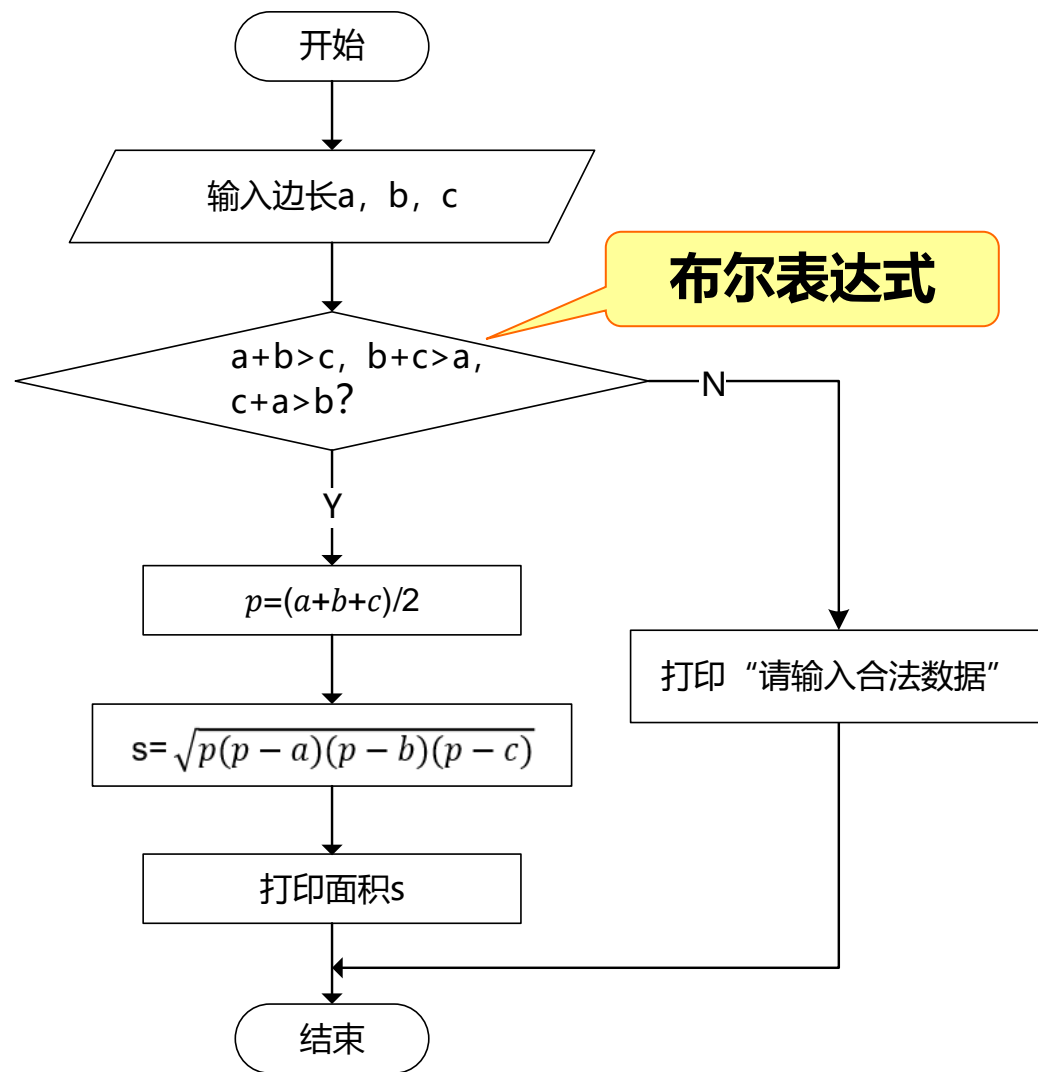 开始
输入边长a，b，c
布尔表达式
a+b>c，b+c>a，
c+a>b？
N
Y
p=(a+b+c)/2
打印“请输入合法数据”
s=√p(p − a)(p − b)(p − c)
打印面积s
结束